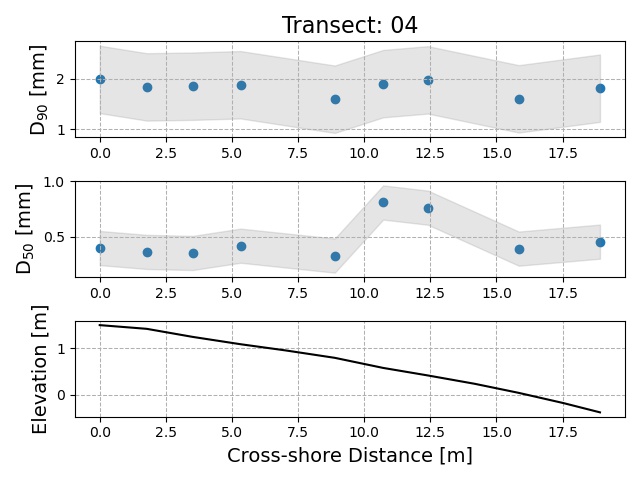 Transect: 04
D₉₀ [mm]
2
1
0.0 2.5 5.0 7.5 10.0 12.5 15.0 17.5
D₅₀ [mm]
1.0
0.5
0.0 2.5 5.0 7.5 10.0 12.5 15.0 17.5
Elevation [m]
1
0
0.0 2.5 5.0 7.5 10.0 12.5 15.0 17.5
Cross-shore Distance [m]